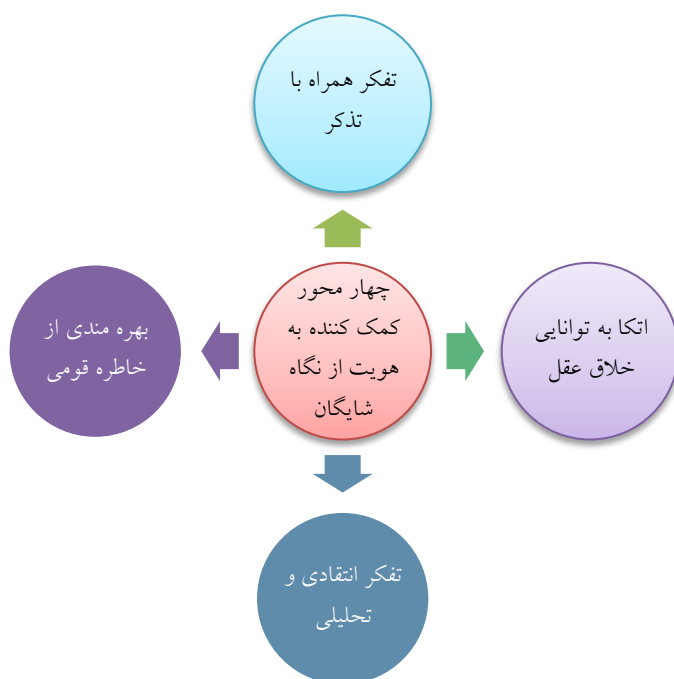 تفکر همراه با
تذکر
چهار محور
کمک کننده به
هویت از نگاه
شایگان
اتکا به توانایی
خلاق عقل
بهره مندی از
خاطره قومی
تفکر انتقادی و
تحلیلی